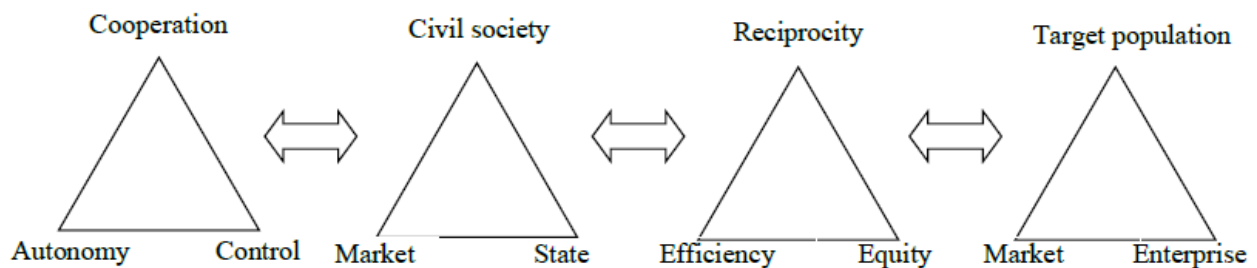 Cooperation
Civil society
Reciprocity
Target population
Autonomy
Control
Market
State
Efficiency
Equity
Market
Enterprise